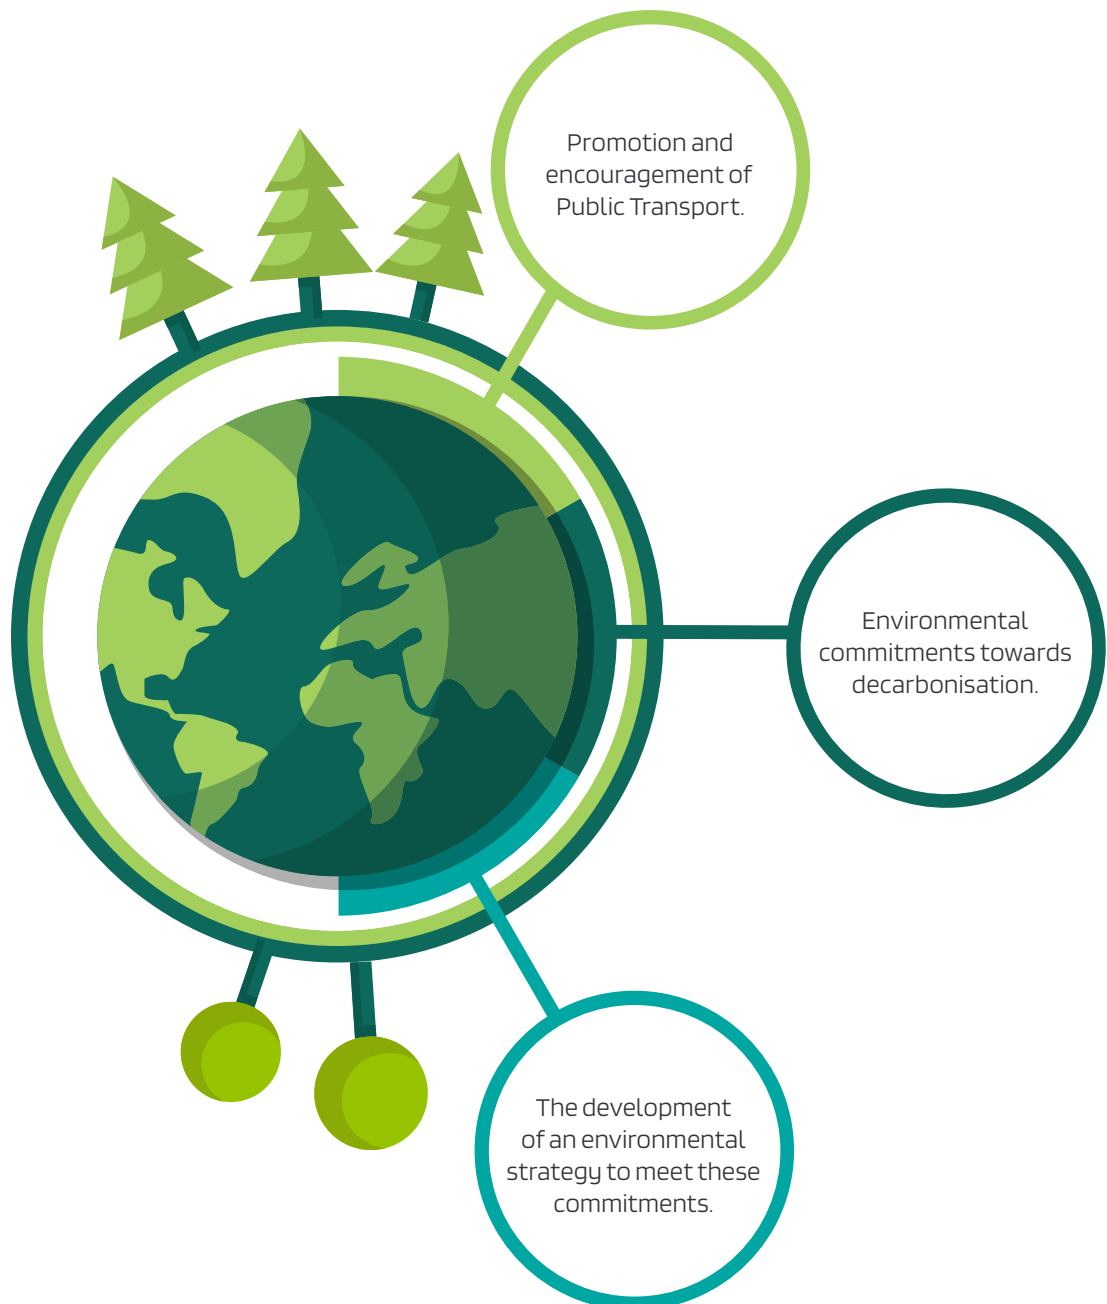 Promotion and
encouragement of
Public Transport.
Environmental
commitments towards
decarbonisation.
The development
of an environmental
strategy to meet these
commitments.